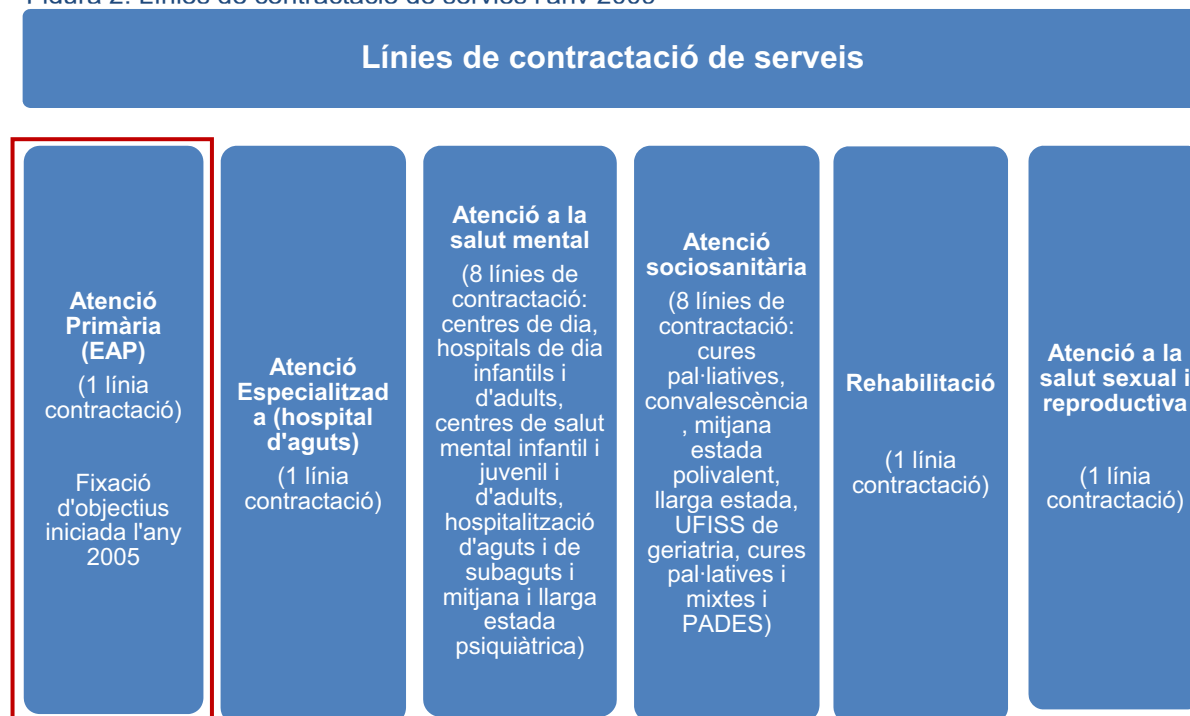 Línies de contractació de serveis
Atenció
Primària
(EAP)
(1 línia
contractació)
Fixació
d'objectius
iniciada l'any
2005
Atenció
Especialitzad
a (hospital
d'aguts)
(1 línia
contractació)
Atenció a la
salut mental
(8 línies de
contractació:
centres de dia,
hospitals de dia
infantils i
d'adults,
centres de salut
mental infantil i
juvenil i
d'adults,
hospitalització
d'aguts i de
subaguts i
mitjana i llarga
estada
psiquiàtrica)
Atenció
sociosanitària
(8 línies de
contractació:
cures
pal·liatives,
convalescència
, mitjana
estada
polivalent,
llarga estada,
UFISS de
geriatria, cures
pal·latives i
mixtes i
PADES)
Rehabilitació
(1 línia
contractació)
Atenció a la
salut sexual i
reproductiva
(1 línia
contractació)